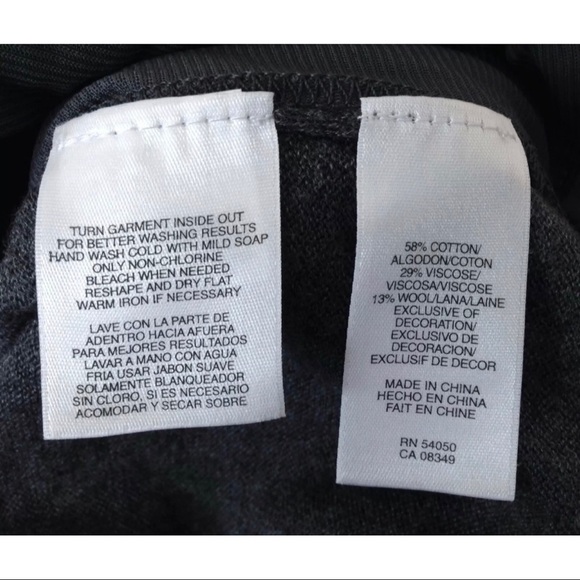 TURN GARMENT INSIDE OUT
FOR BETTER WASHING RESULTS
HAND WASH COLD WITH MILD SOAP
ONLY NON-CHLORINE
BLEACH WHEN NEEDED
RESHAPE AND DRY FLAT
WARM IRON IF NECESSARY
LAVE CON LA PARTE DE
ADENTRO HACIA AFUERA
PARA MEJORES RESULTADOS
LAVAR A MANO CON AGUA
FRIA USAR JABON SUAVE
SOLAMENTE BLANQUEADOR
SIN CLORO, SI ES NECESARIO
ACOMODAR Y SECAR SOBRE
58% COTTON/
ALGODON/COTON
29% VISCOSE/
VISCOSA/VISCOSE
13% WOOL/LANA/LAINE
EXCLUSIVE OF
DECORATION/
EXCLUSIVO DE
DECORACION/
EXCLUSIF DE DECOR
MADE IN CHINA
HECHO EN CHINA
FAIT EN CHINE
RN 54050
CA 08349